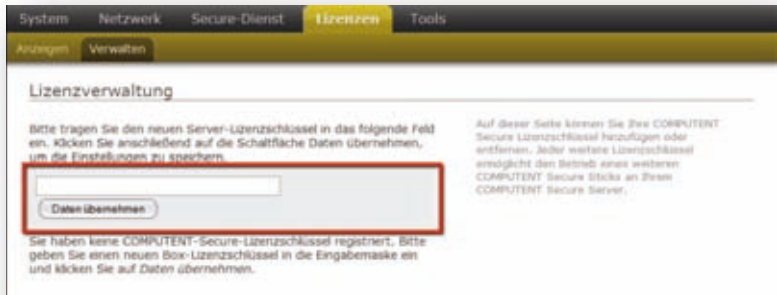 System Netzwerk Secure-Dienst Lizenzen Tools
Anzeigen Verwalten
Lizenzverwaltung
Bitte tragen Sie den neuen Server-Lizenzschlüssel in das folgende Feld
ein. Klicken Sie anschließend auf die Schaltfläche Daten übernehmen,
um die Einstellungen zu speichern.
Daten übernehmen
Sie haben keine COMPUTENT-Secure-Lizenzschlüssel registriert. Bitte
geben Sie einen neuen Box-Lizenzschlüssel in die Eingabemaske ein
und klicken Sie auf Daten übernehmen.
Auf dieser Seite können Sie Ihre COMPUTENT
Secure Lizenzschlüssel hinzufügen oder
entfernen. Jeder weitere Lizenzschlüssel
ermöglicht den Betrieb eines weiteren
COMPUTENT Secure Sticks an Ihrem
COMPUTENT Secure Server.